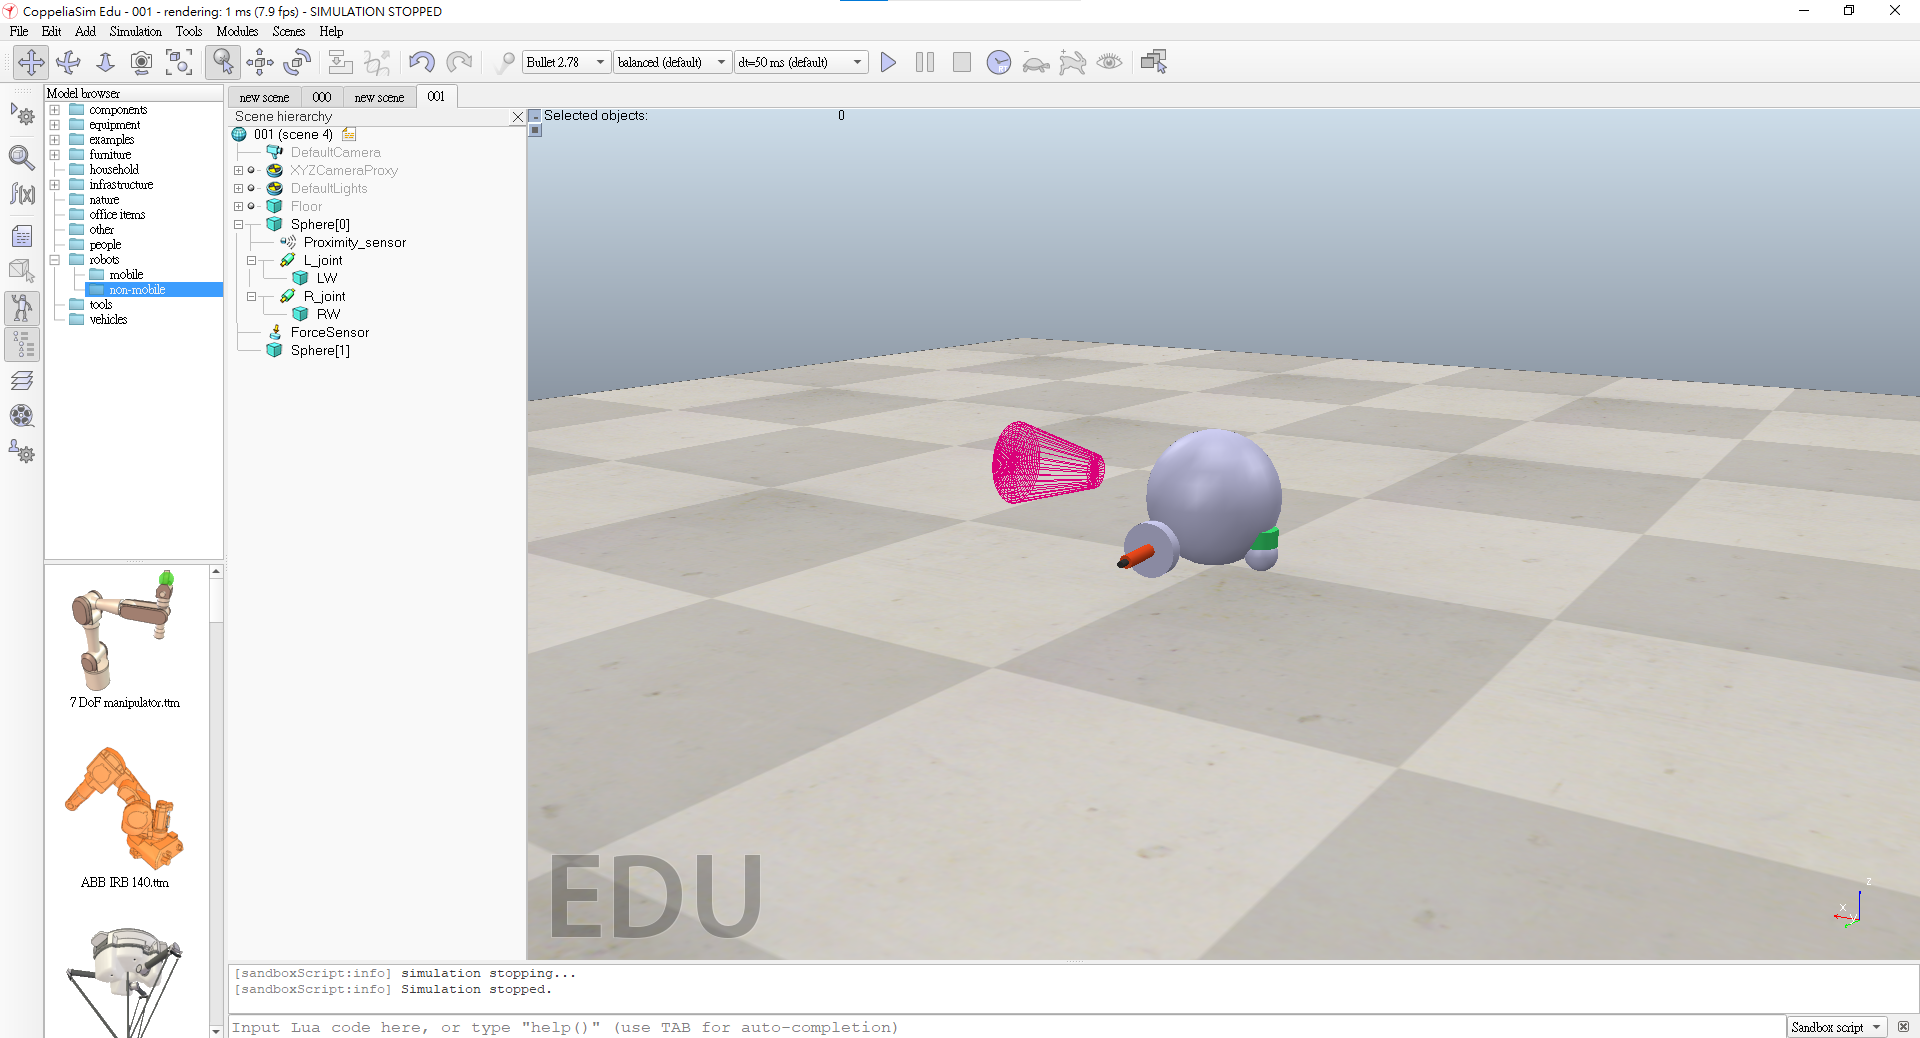 CoppeliaSim Edu - 001 - rendering: 1 ms (7.9 fps) - SIMULATION STOPPED
File Edit Add Simulation Tools Modules Scenes Help
Bullet 2.78 balanced (default) dt=50 ms (default)
Model browser
components
equipment
examples
furniture
household
infrastructure
nature
office items
other
people
robots
mobile
non-mobile
tools
vehicles
7 DoF manipulator.ttm
ABB IRB 140.ttm
new scene 000 new scene 001
Scene hierarchy
001 (scene 4)
DefaultCamera
XYZCameraProxy
DefaultLights
Floor
Sphere[0]
Proximity_sensor
L_joint
LW
R_joint
RW
ForceSensor
Sphere[1]
Selected objects: 0
EDU
z
x
y
[sandboxScript:info] simulation stopping...
[sandboxScript:info] Simulation stopped.
Input Lua code here, or type "help()" (use TAB for auto-completion)
Sandbox script
f(x)
RT